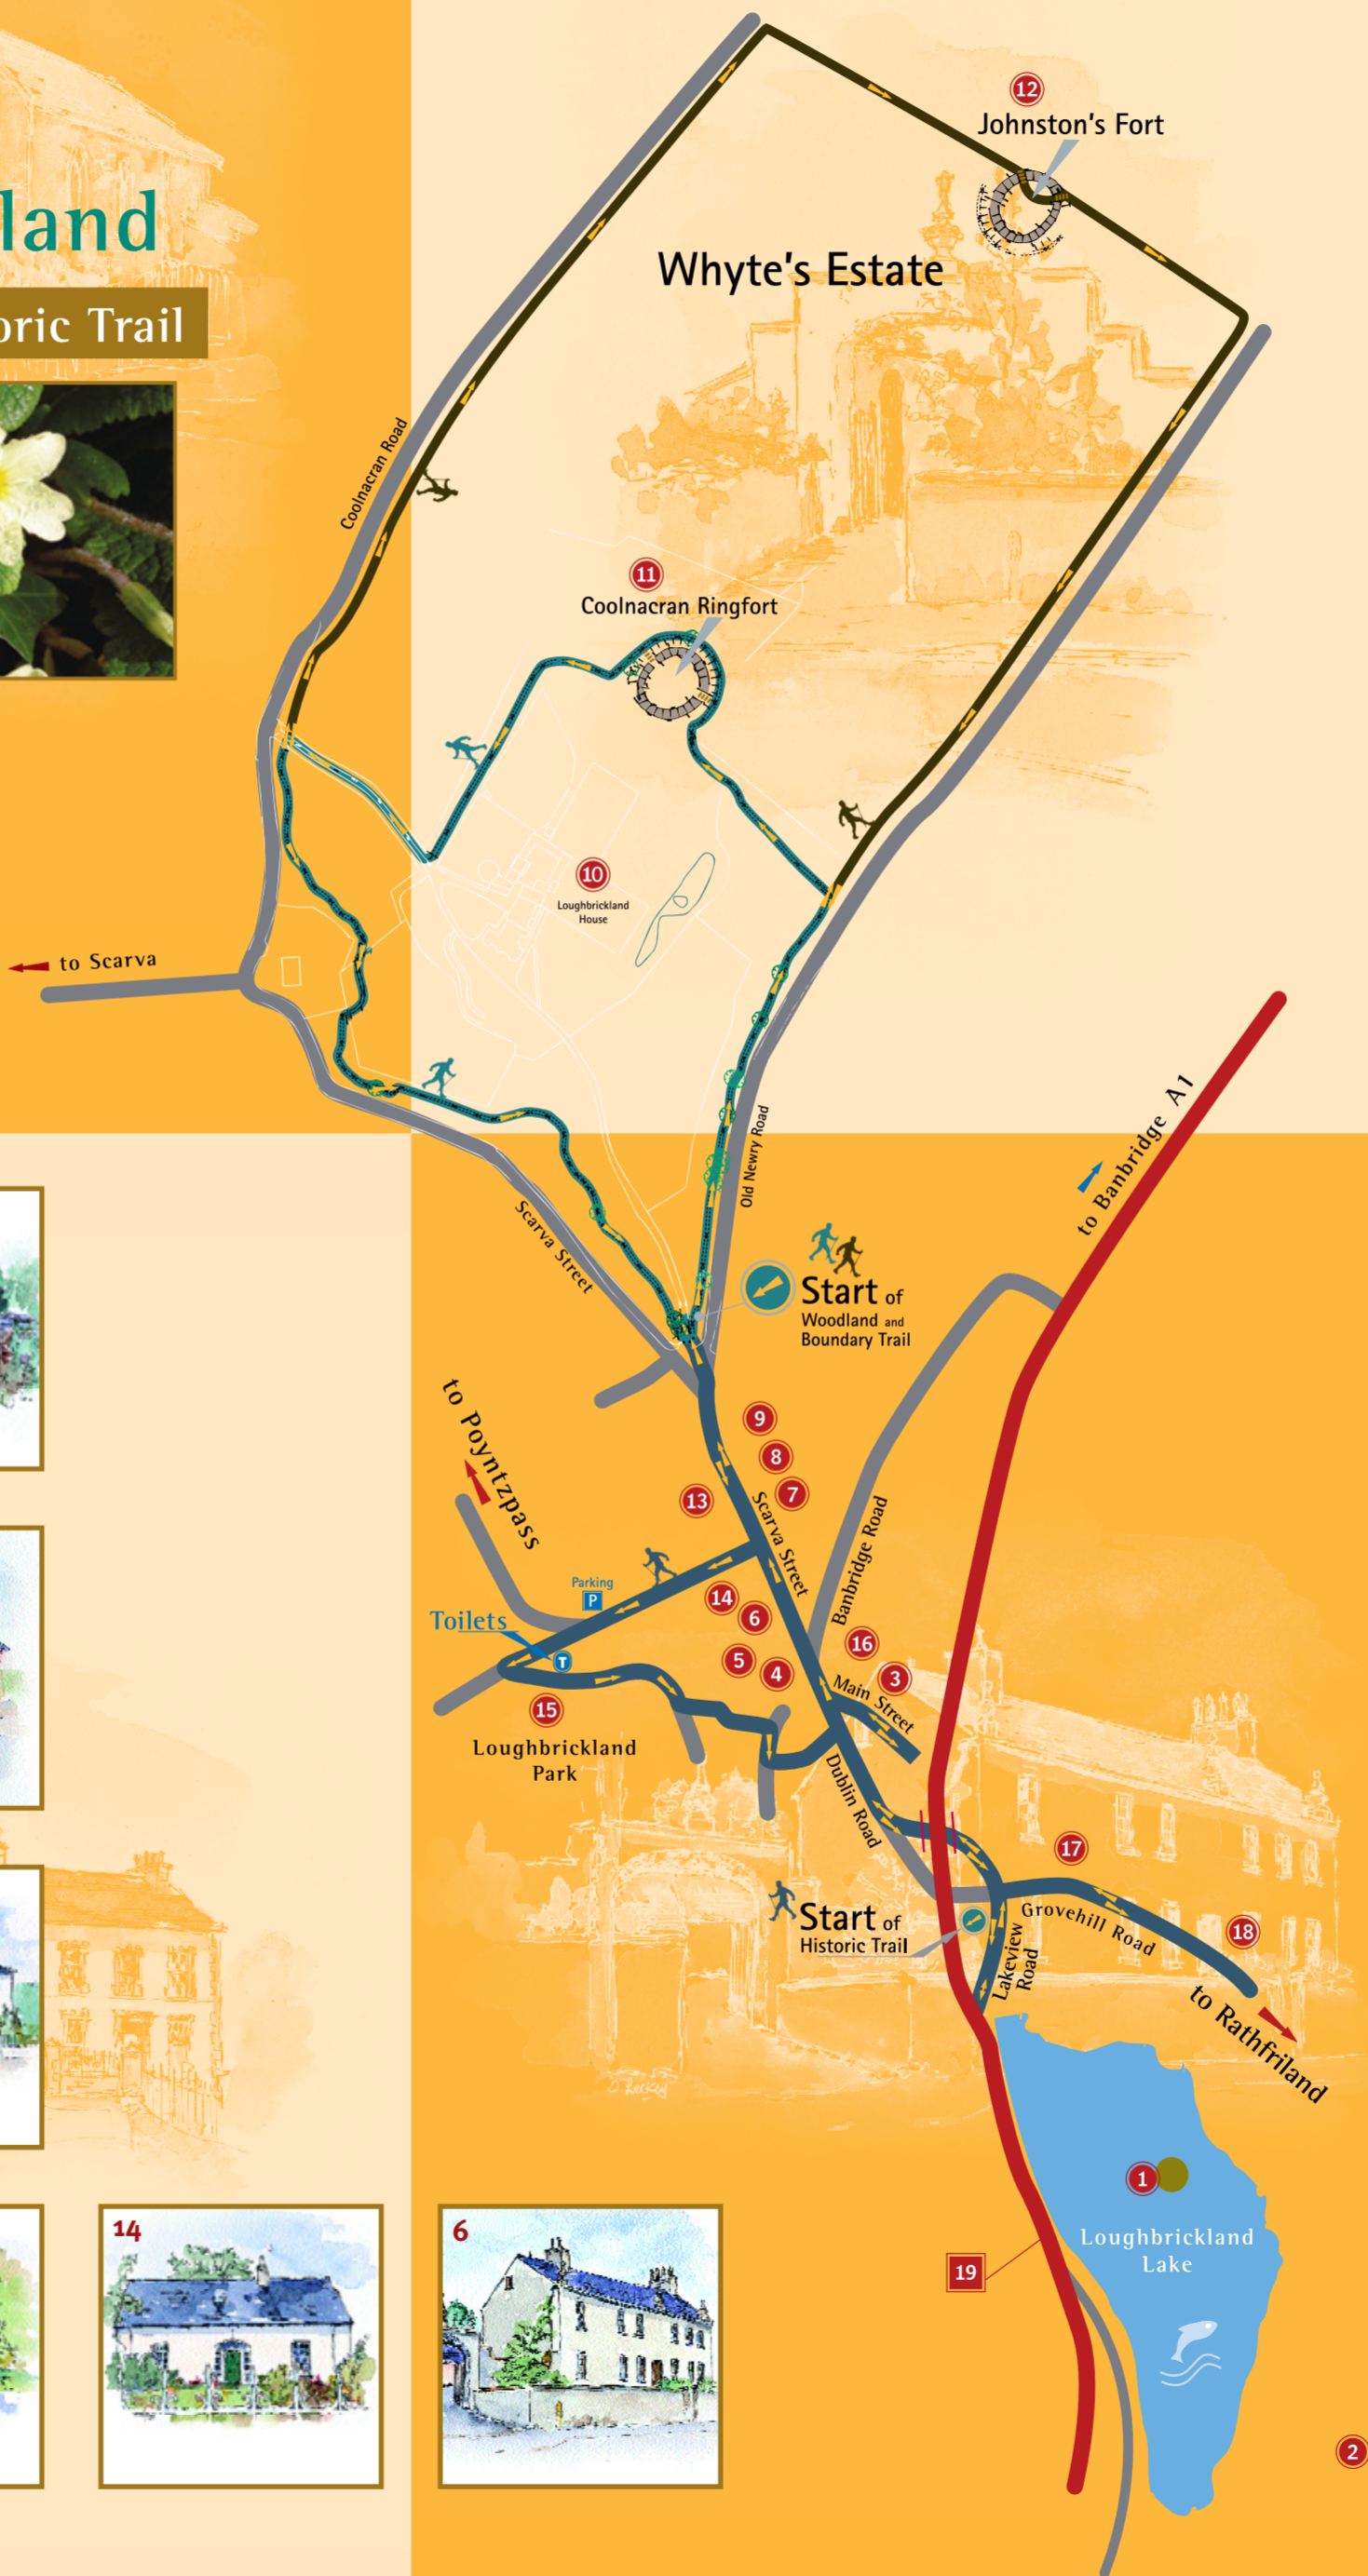 land
oric Trail
12
Johnston's Fort
Whyte's Estate
Coolnacran Road
11
Coolnacran Ringfort
10
Loughbrickland
House
to Scarva
Old Newry Road
to Banbridge A1
Scarva Street
Start of
Woodland and
Boundary Trail
to Poyntzpass
9
8
7
13
Scarva Street
Banbridge Road
Parking
P
Toilets
T
14
6
5
4
16
3
Main Street
15
Loughbrickland
Park
Dublin Road
17
Start of
Historic Trail
Grovehill Road
18
Lakeview
Road
to Rathfriland
1
Loughbrickland
Lake
19
2
14
6